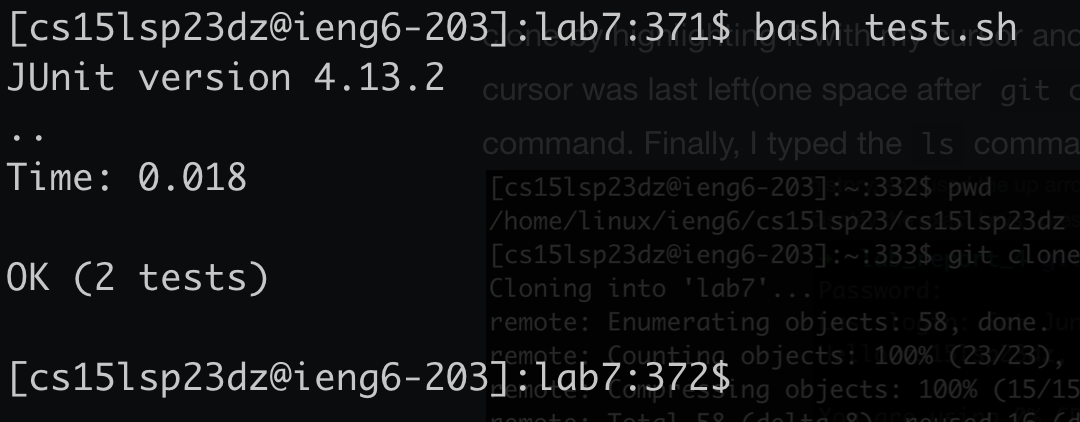 [cs15lsp23dz@ieng6-203]:lab7:371$ bash test.sh
JUnit version 4.13.2
..
Time: 0.018
OK (2 tests)
[cs15lsp23dz@ieng6-203]:lab7:372$
clone by highlighting it with my cursor and
cursor was last left(one space after git c
command. Finally, I typed the ls comma
[cs15lsp23dz@ieng6-203]:~:332$ pwd
/home/linux/ieng6/cs15lsp23/cs15lsp23dz
[cs15lsp23dz@ieng6-203]:~:333$ git clone
Cloning into 'lab7'...
Password:
remote: Enumerating objects: 58, done.
remote: Counting objects: 100% (23/23),
remote: Compressing objects: 100% (15/15
remote: Total 58 (delta 8), reused 16 (d